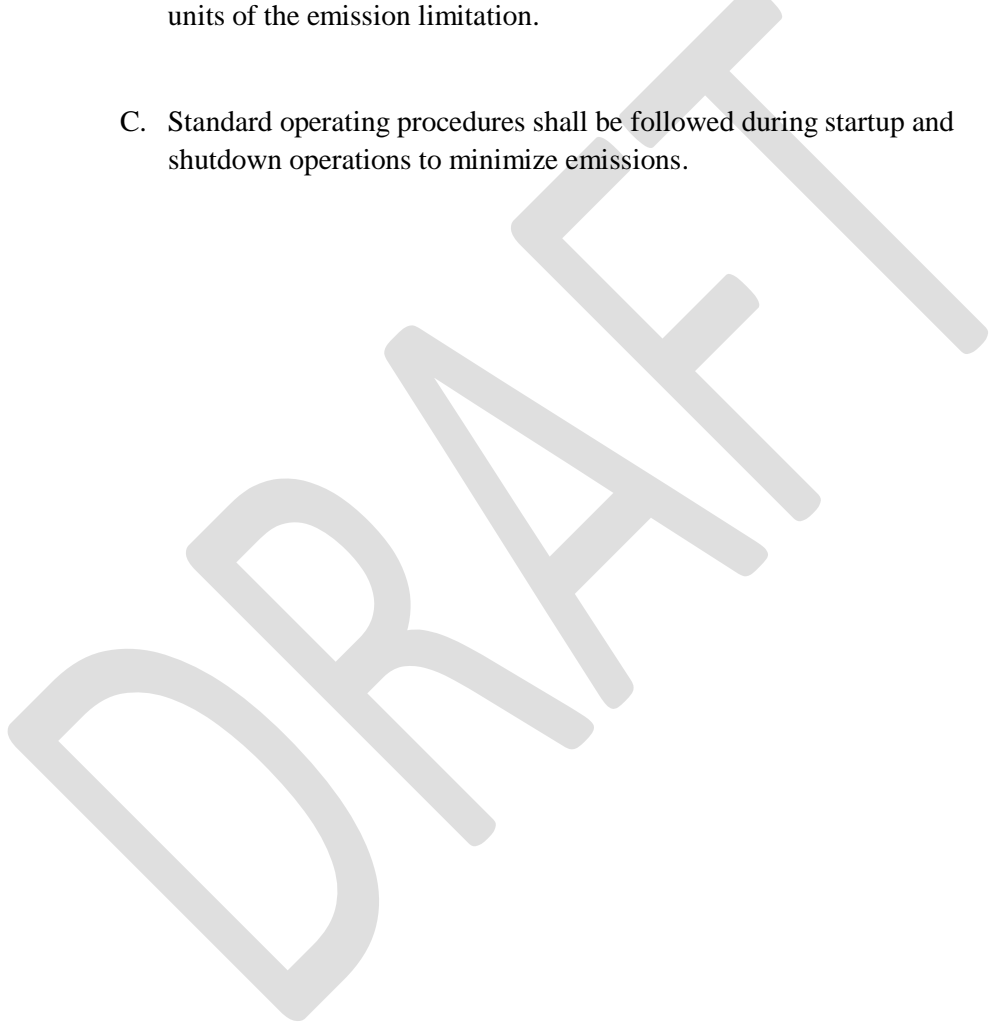 units of the emission limitation.
C. Standard operating procedures shall be followed during startup and
shutdown operations to minimize emissions.
DRAFT